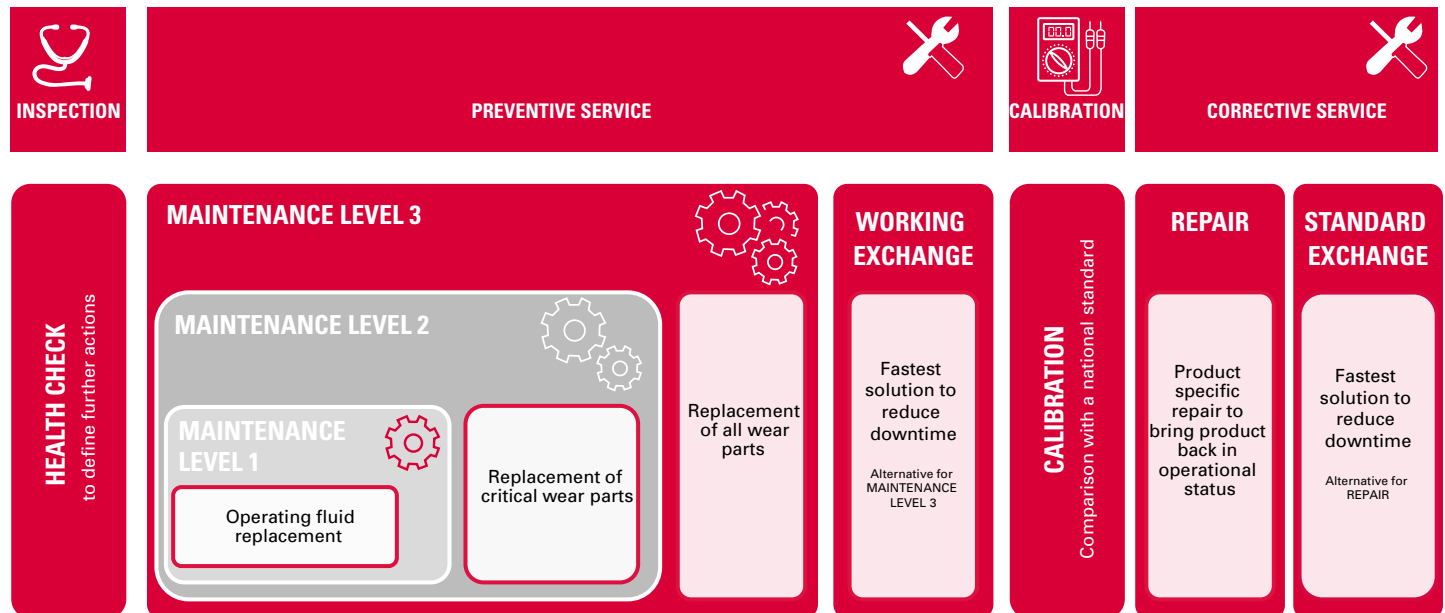 INSPECTION
PREVENTIVE SERVICE
00.0
CALIBRATION
CORRECTIVE SERVICE
HEALTH CHECK
to define further actions
MAINTENANCE LEVEL 3
MAINTENANCE LEVEL 2
MAINTENANCE
LEVEL 1
Operating fluid
replacement
Replacement of
critical wear parts
Replacement
of all wear
parts
WORKING
EXCHANGE
Fastest
solution to
reduce
downtime
Alternative for
MAINTENANCE
LEVEL 3
CALIBRATION
Comparison with a national standard
REPAIR
Product
specific
repair to
bring product
back in
operational
status
STANDARD
EXCHANGE
Fastest
solution to
reduce
downtime
Alternative for
REPAIR